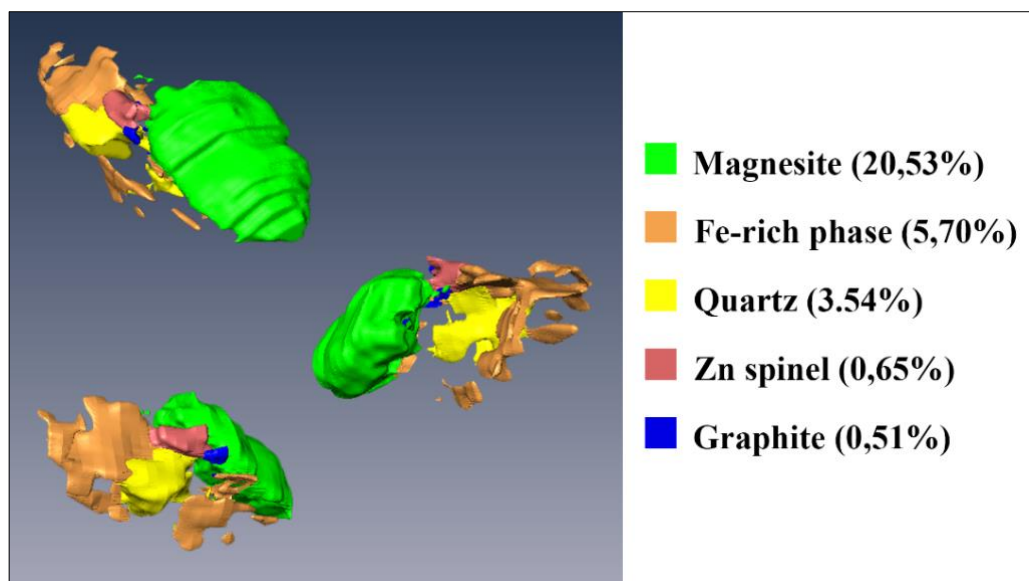 Magnesite (20,53%)
Fe-rich phase (5,70%)
Quartz (3.54%)
Zn spinel (0,65%)
Graphite (0,51%)